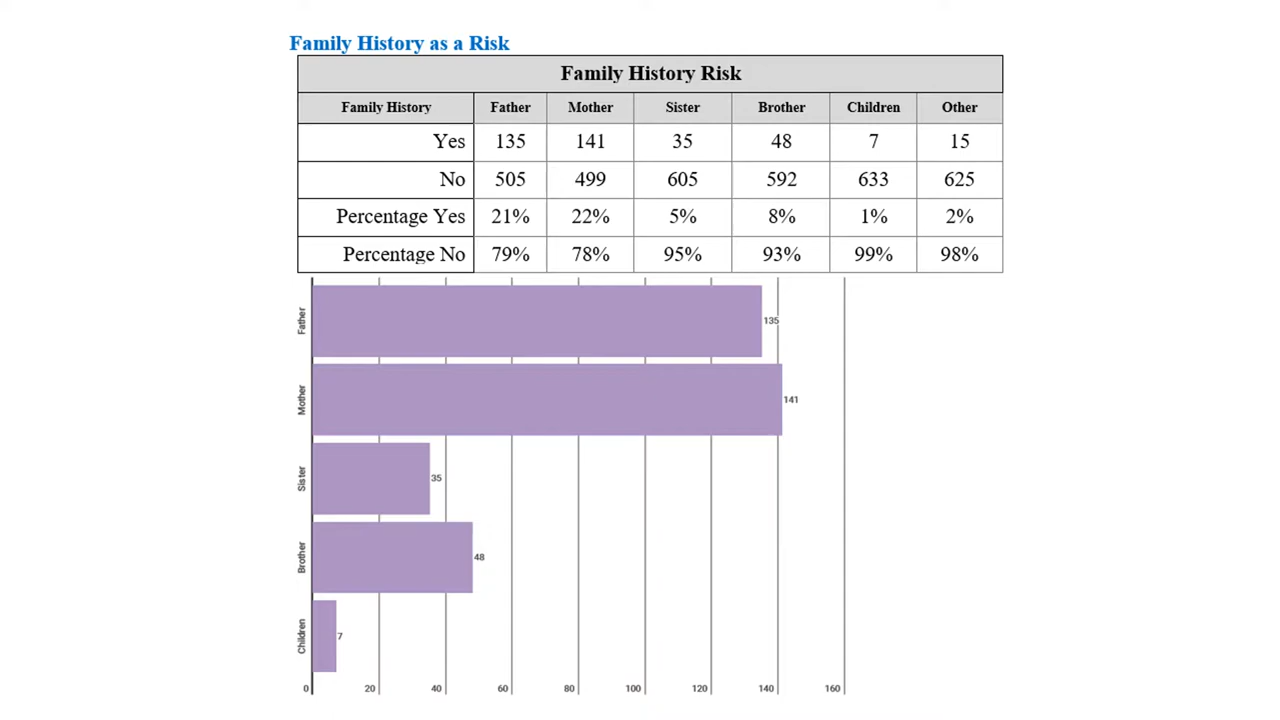 Family History as a Risk
Family History Risk
Family History Father Mother Sister Brother Children Other
Yes 135 141 35 48 7 15
No 505 499 605 592 633 625
Percentage Yes 21% 22% 5% 8% 1% 2%
Percentage No 79% 78% 95% 93% 99% 98%
Father 135
Mother 141
Sister 35
Brother 48
Children 7
0 20 40 60 80 100 120 140 160